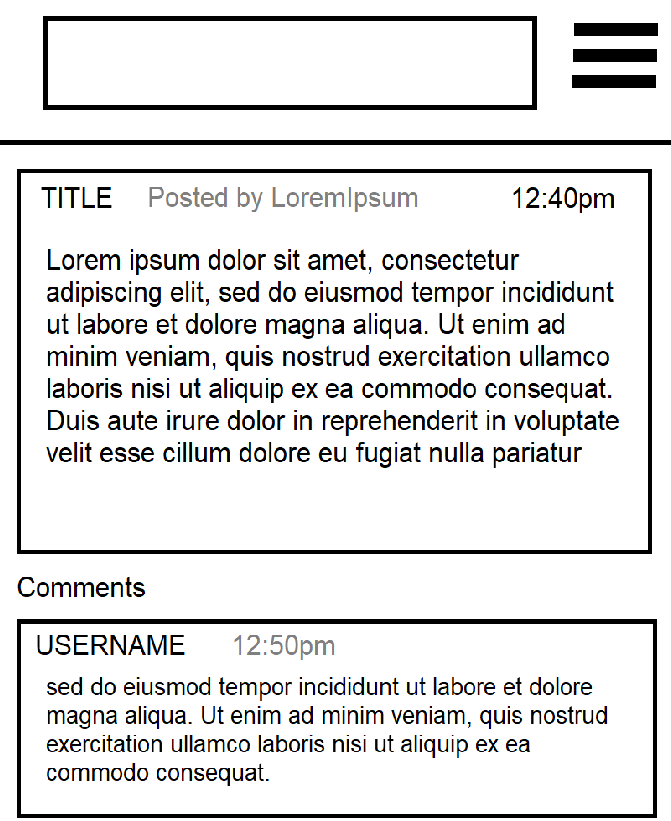 TITLE Posted by LoremIpsum 12:40pm
Lorem ipsum dolor sit amet, consectetur
adipiscing elit, sed do eiusmod tempor incididunt
ut labore et dolore magna aliqua. Ut enim ad
minim veniam, quis nostrud exercitation ullamco
laboris nisi ut aliquip ex ea commodo consequat.
Duis aute irure dolor in reprehenderit in voluptate
velit esse cillum dolore eu fugiat nulla pariatur
Comments
USERNAME 12:50pm
sed do eiusmod tempor incididunt ut labore et dolore
magna aliqua. Ut enim ad minim veniam, quis nostrud
exercitation ullamco laboris nisi ut aliquip ex ea
commodo consequat.